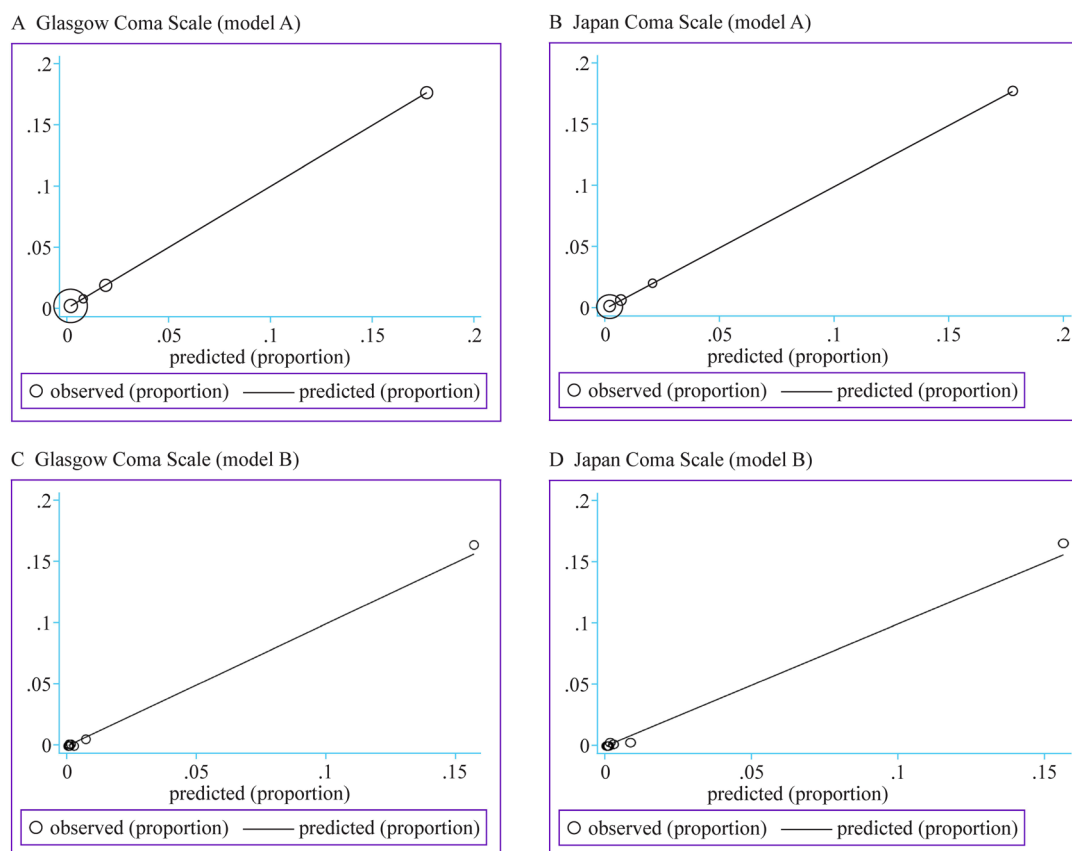 A Glasgow Coma Scale (model A)
.2
.15
.1
.05
0
0 .05 .1 .15 .2
predicted (proportion)
observed (proportion) predicted (proportion)
B Japan Coma Scale (model A)
.2
.15
.1
.05
0
0 .05 .1 .15 .2
predicted (proportion)
observed (proportion) predicted (proportion)
C Glasgow Coma Scale (model B)
.2
.15
.1
.05
0
0 .05 .1 .15
predicted (proportion)
observed (proportion) predicted (proportion)
D Japan Coma Scale (model B)
.2
.15
.1
.05
0
0 .05 .1 .15
predicted (proportion)
observed (proportion) predicted (proportion)